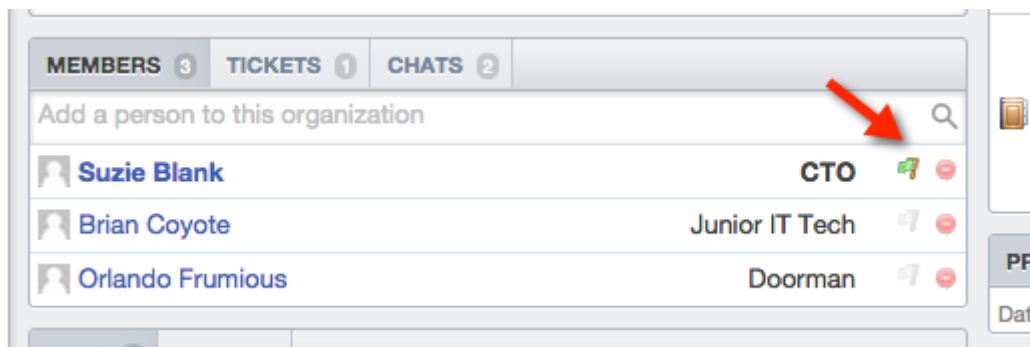 MEMBERS 3 TICKETS 1 CHATS 2
Add a person to this organization
Suzie Blank CTO
Brian Coyote Junior IT Tech
Orlando Frumious Doorman